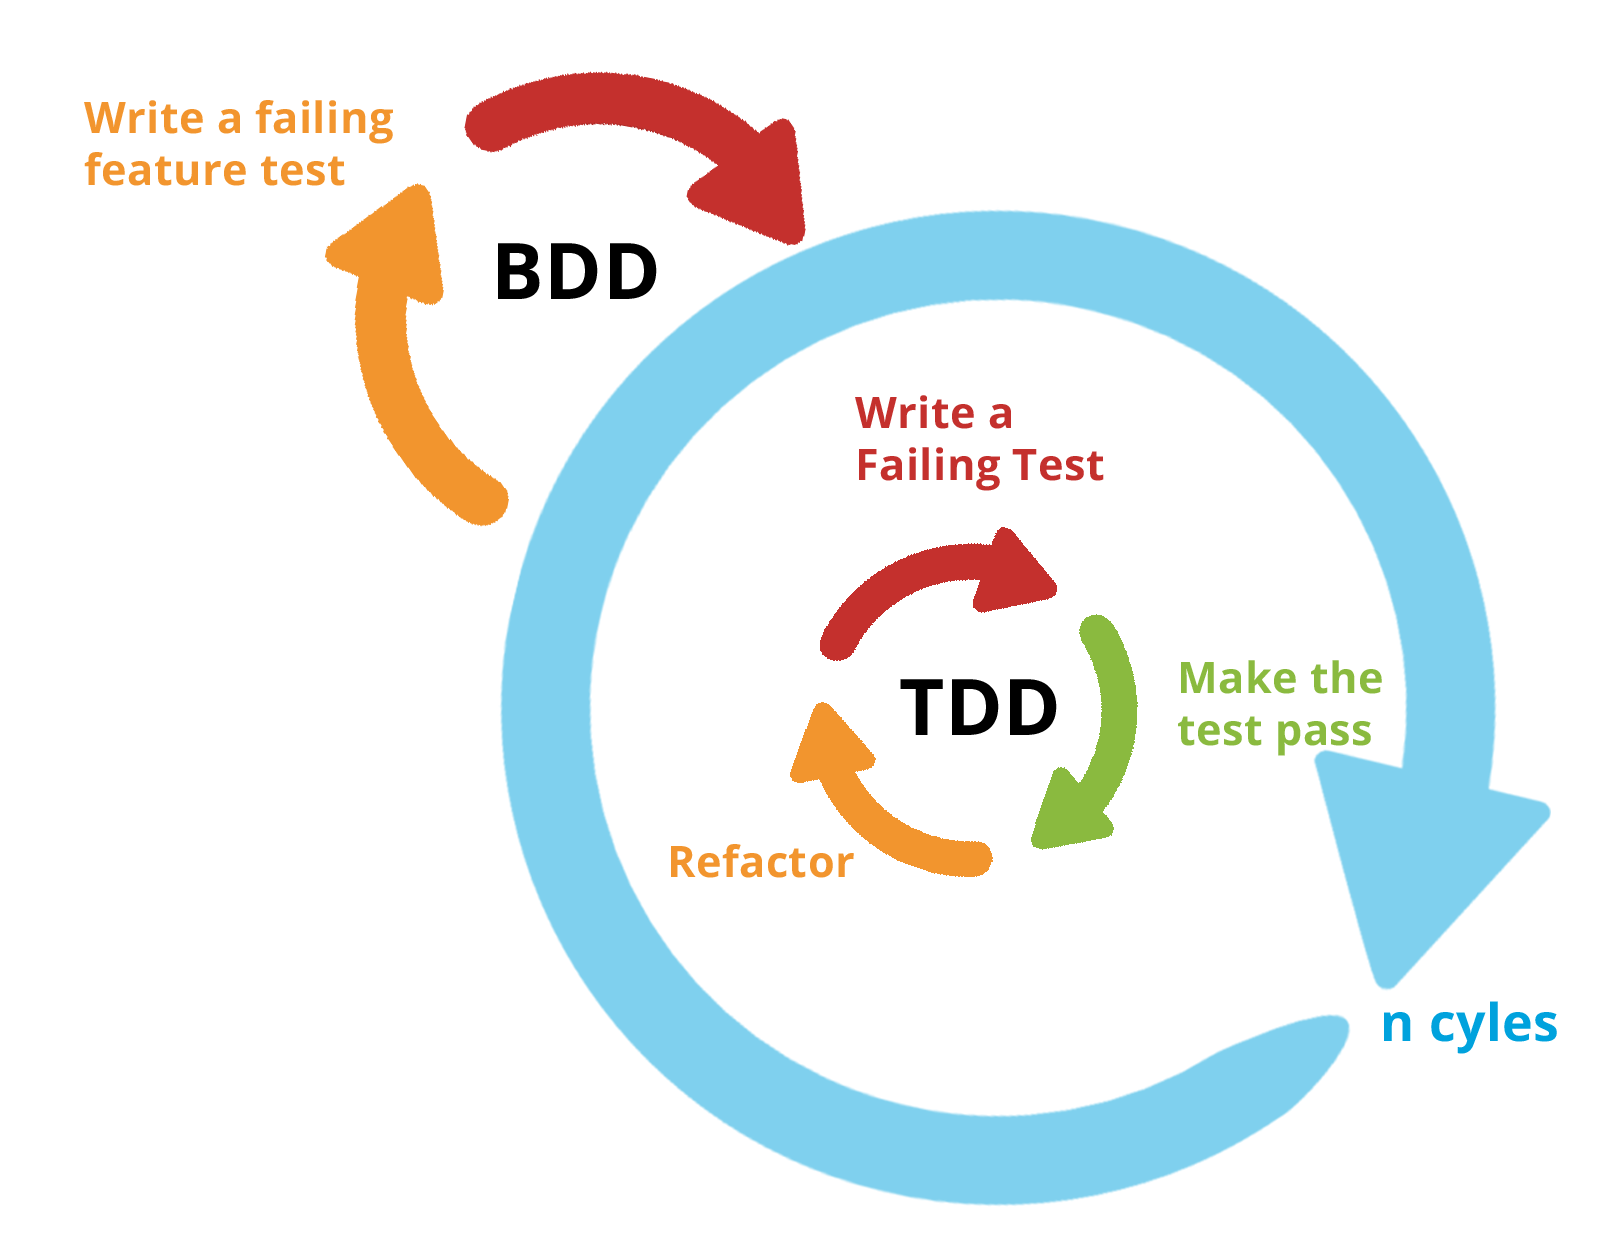 Write a failing
feature test
BDD
Write a
Failing Test
TDD
Make the
test pass
Refactor
n cyles